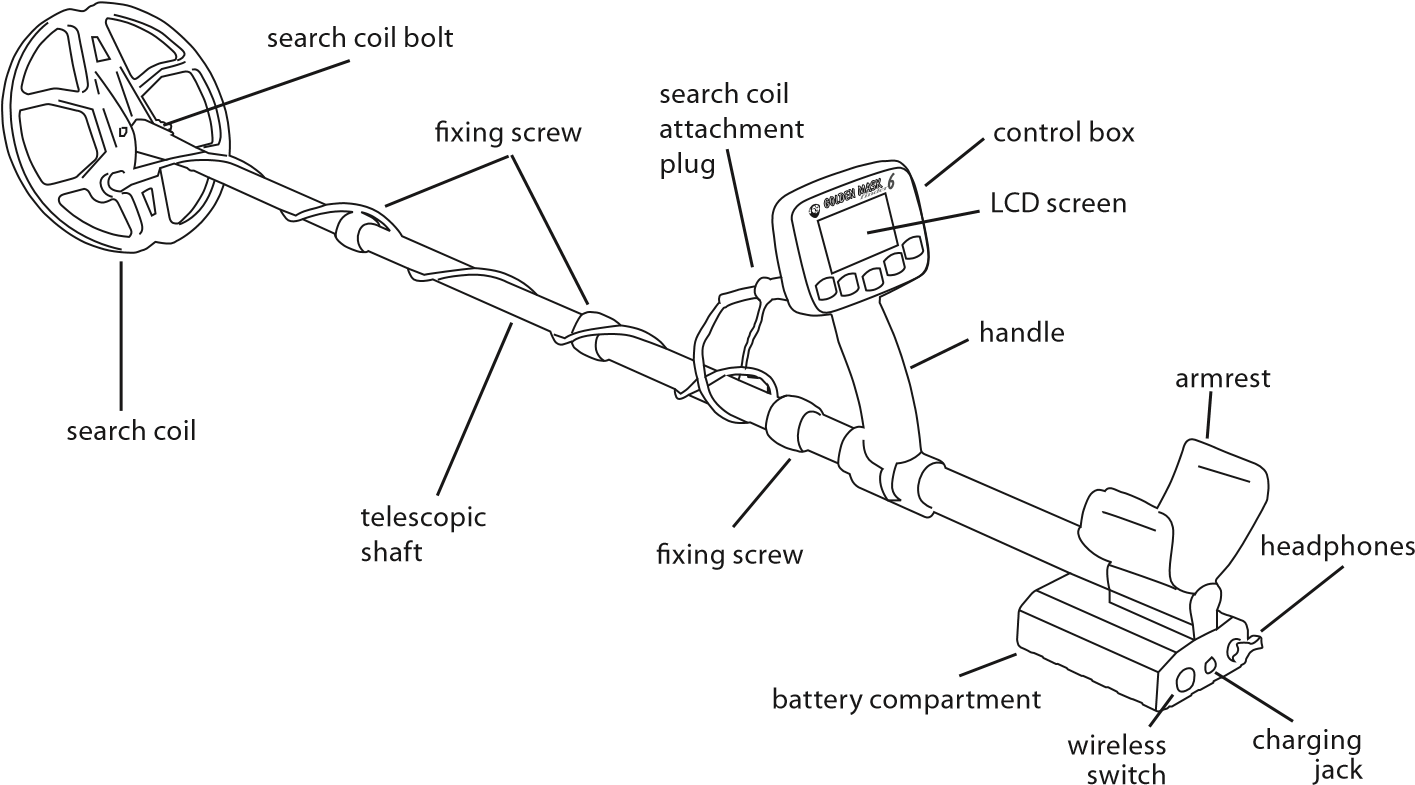 search coil bolt
fixing screw
search coil
attachment
plug
control box
LCD screen
GOLDEN MASK 6
handle
armrest
search coil
telescopic
shaft
fixing screw
headphones
battery compartment
wireless
switch
charging
jack